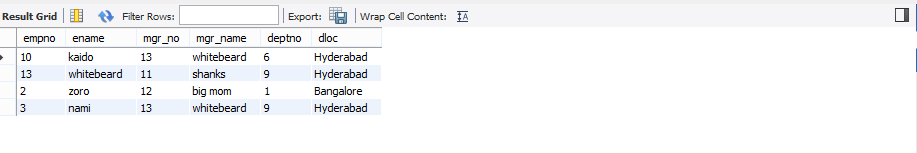 Result Grid Filter Rows: Export: Wrap Cell Content:
empno ename mgr_no mgr_name deptno dloc
10 kaido 13 whitebeard 6 Hyderabad
13 whitebeard 11 shanks 9 Hyderabad
2 zoro 12 big mom 1 Bangalore
3 nami 13 whitebeard 9 Hyderabad